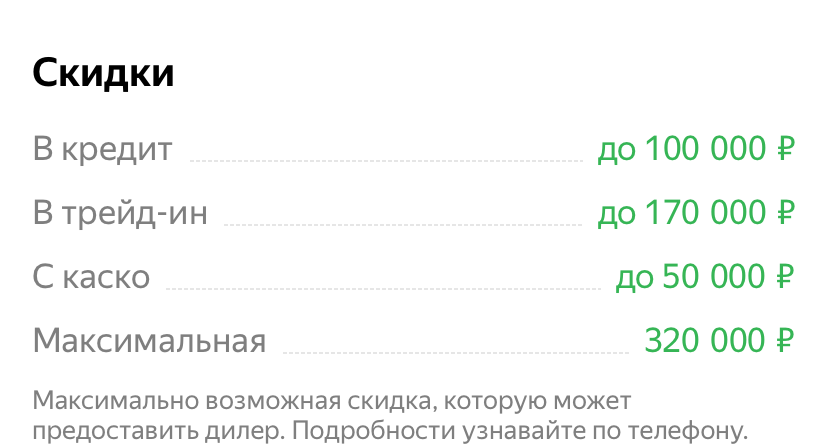 Скидки
В кредит до 100 000 ₽
В трейд-ин до 170 000 ₽
С каско до 50 000 ₽
Максимальная 320 000 ₽
Максимально возможная скидка, которую может
предоставить дилер. Подробности узнавайте по телефону.